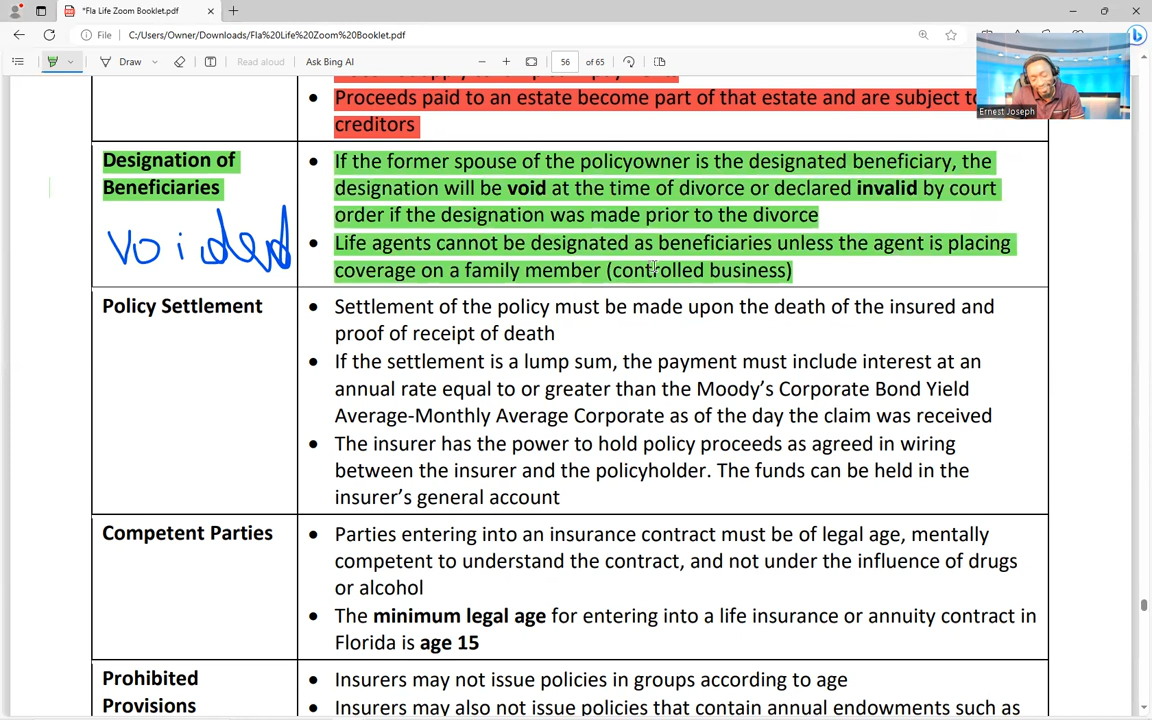 *Fla Life Zoom Booklet.pdf
File
C:/Users/Owner/Downloads/Fla%20Life%20Zoom%20Booklet.pdf
Draw
Read aloud
Ask Bing AI
56
of 65
Ernest Joseph
Proceeds paid to an estate become part of that estate and are subject to
creditors
Designation of
Beneficiaries
voided
If the former spouse of the policyowner is the designated beneficiary, the
designation will be void at the time of divorce or declared invalid by court
order if the designation was made prior to the divorce
Life agents cannot be designated as beneficiaries unless the agent is placing
coverage on a family member (controlled business)
Policy Settlement
Settlement of the policy must be made upon the death of the insured and
proof of receipt of death
If the settlement is a lump sum, the payment must include interest at an
annual rate equal to or greater than the Moody's Corporate Bond Yield
Average-Monthly Average Corporate as of the day the claim was received
The insurer has the power to hold policy proceeds as agreed in wiring
between the insurer and the policyholder. The funds can be held in the
insurer's general account
Competent Parties
Parties entering into an insurance contract must be of legal age, mentally
competent to understand the contract, and not under the influence of drugs
or alcohol
The minimum legal age for entering into a life insurance or annuity contract in
Florida is age 15
Prohibited
Provisions
Insurers may not issue policies in groups according to age
Insurers may also not issue policies that contain annual endowments such as